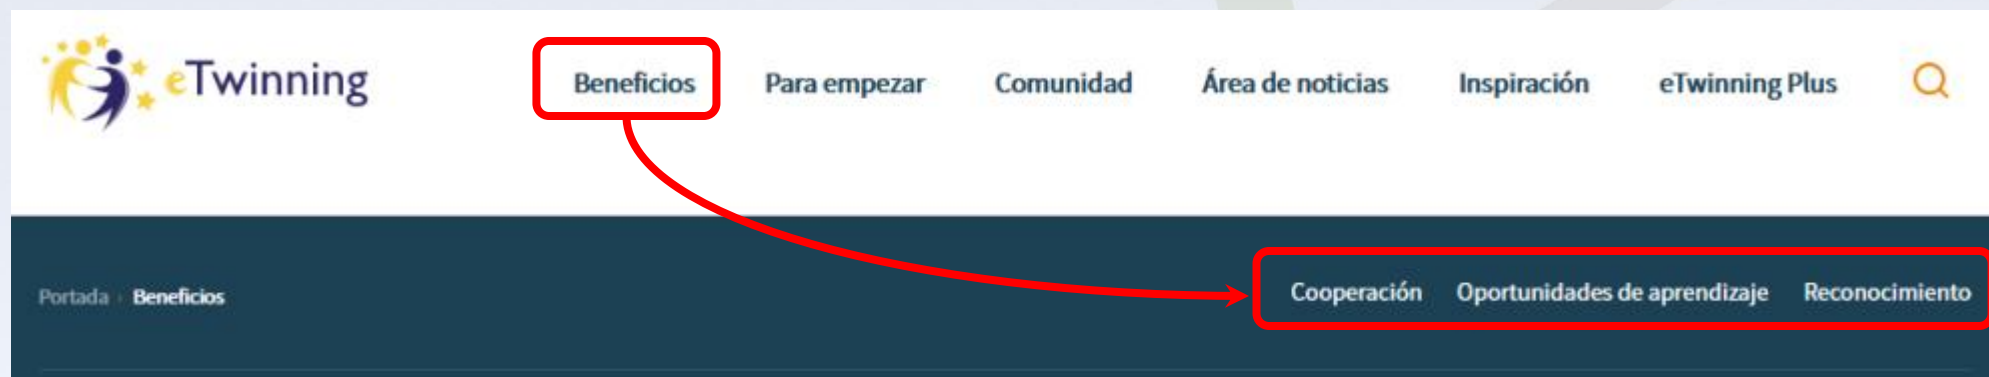 eTwinning
Beneficios Para empezar Comunidad Área de noticias Inspiración eTwinning Plus
Portada › Beneficios
Cooperación Oportunidades de aprendizaje Reconocimiento